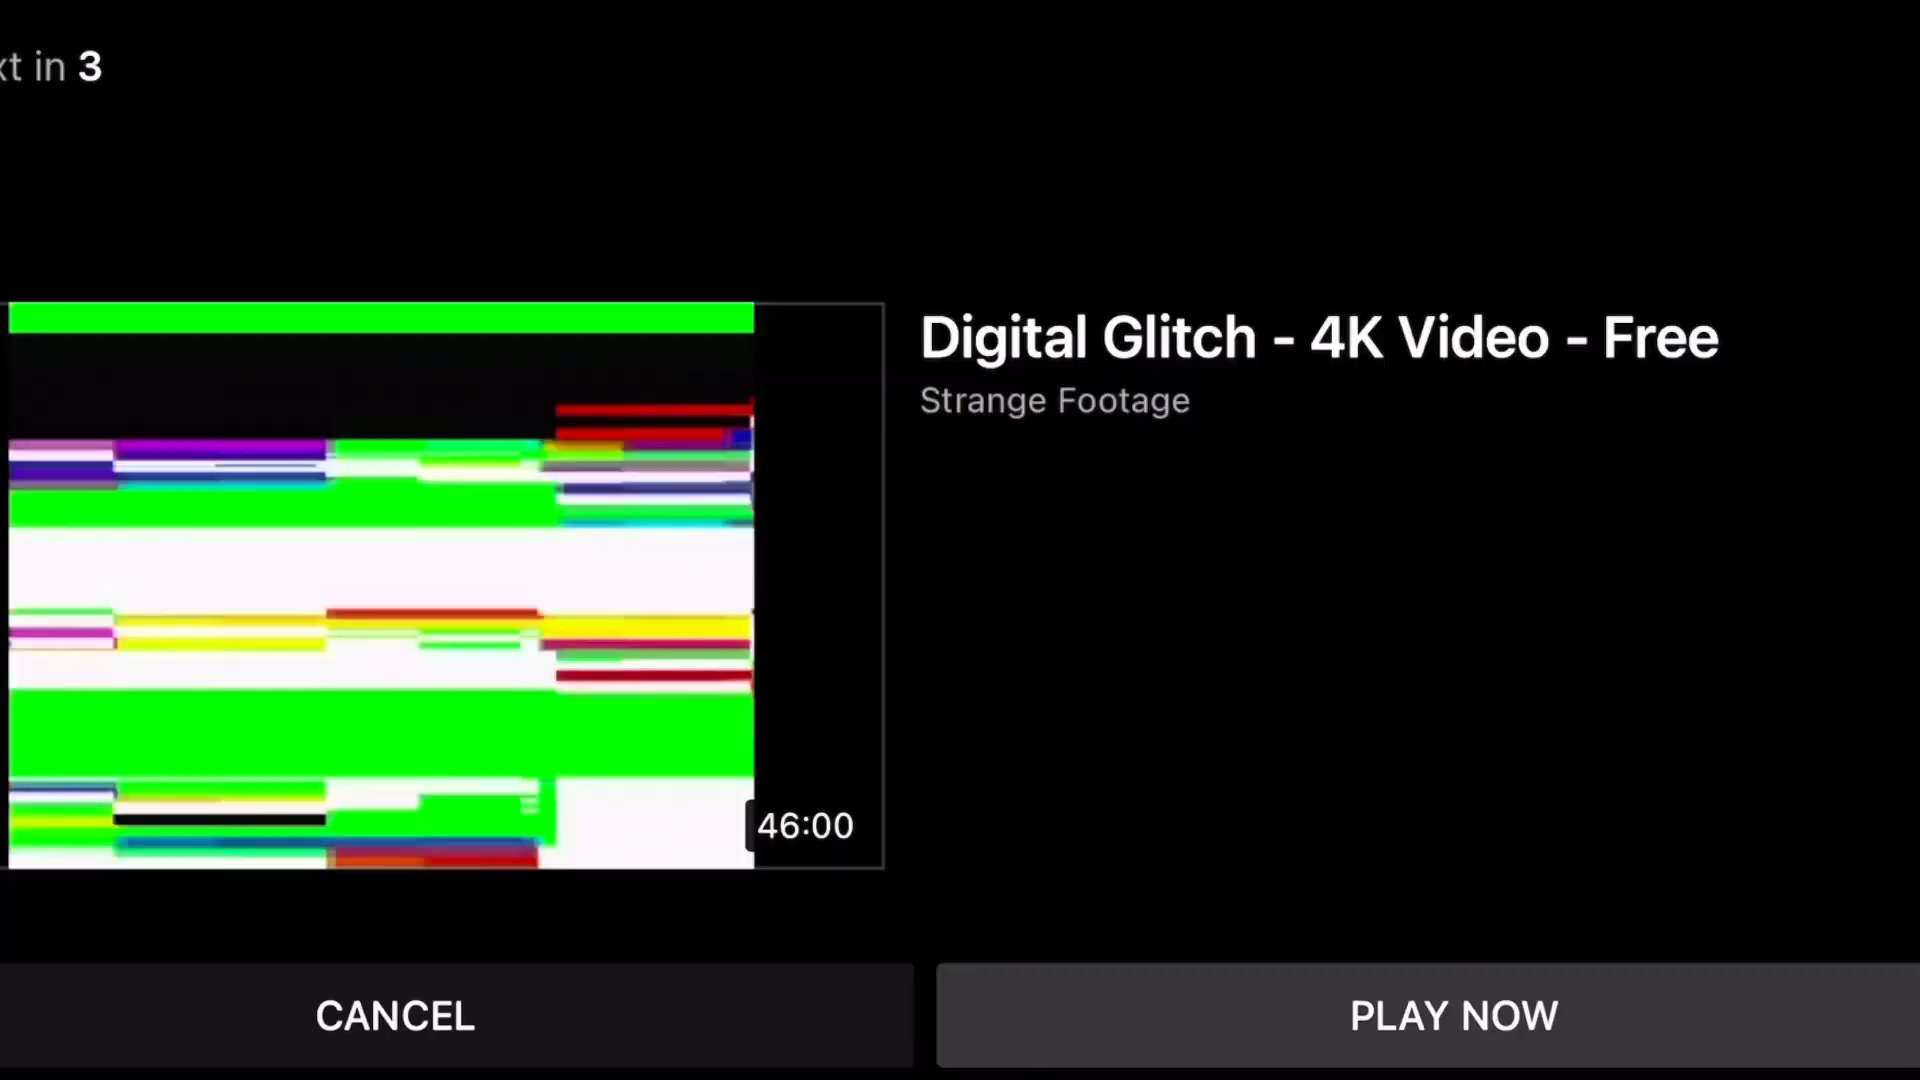 xt in 3
Digital Glitch - 4K Video - Free
Strange Footage
46:00
CANCEL
PLAY NOW